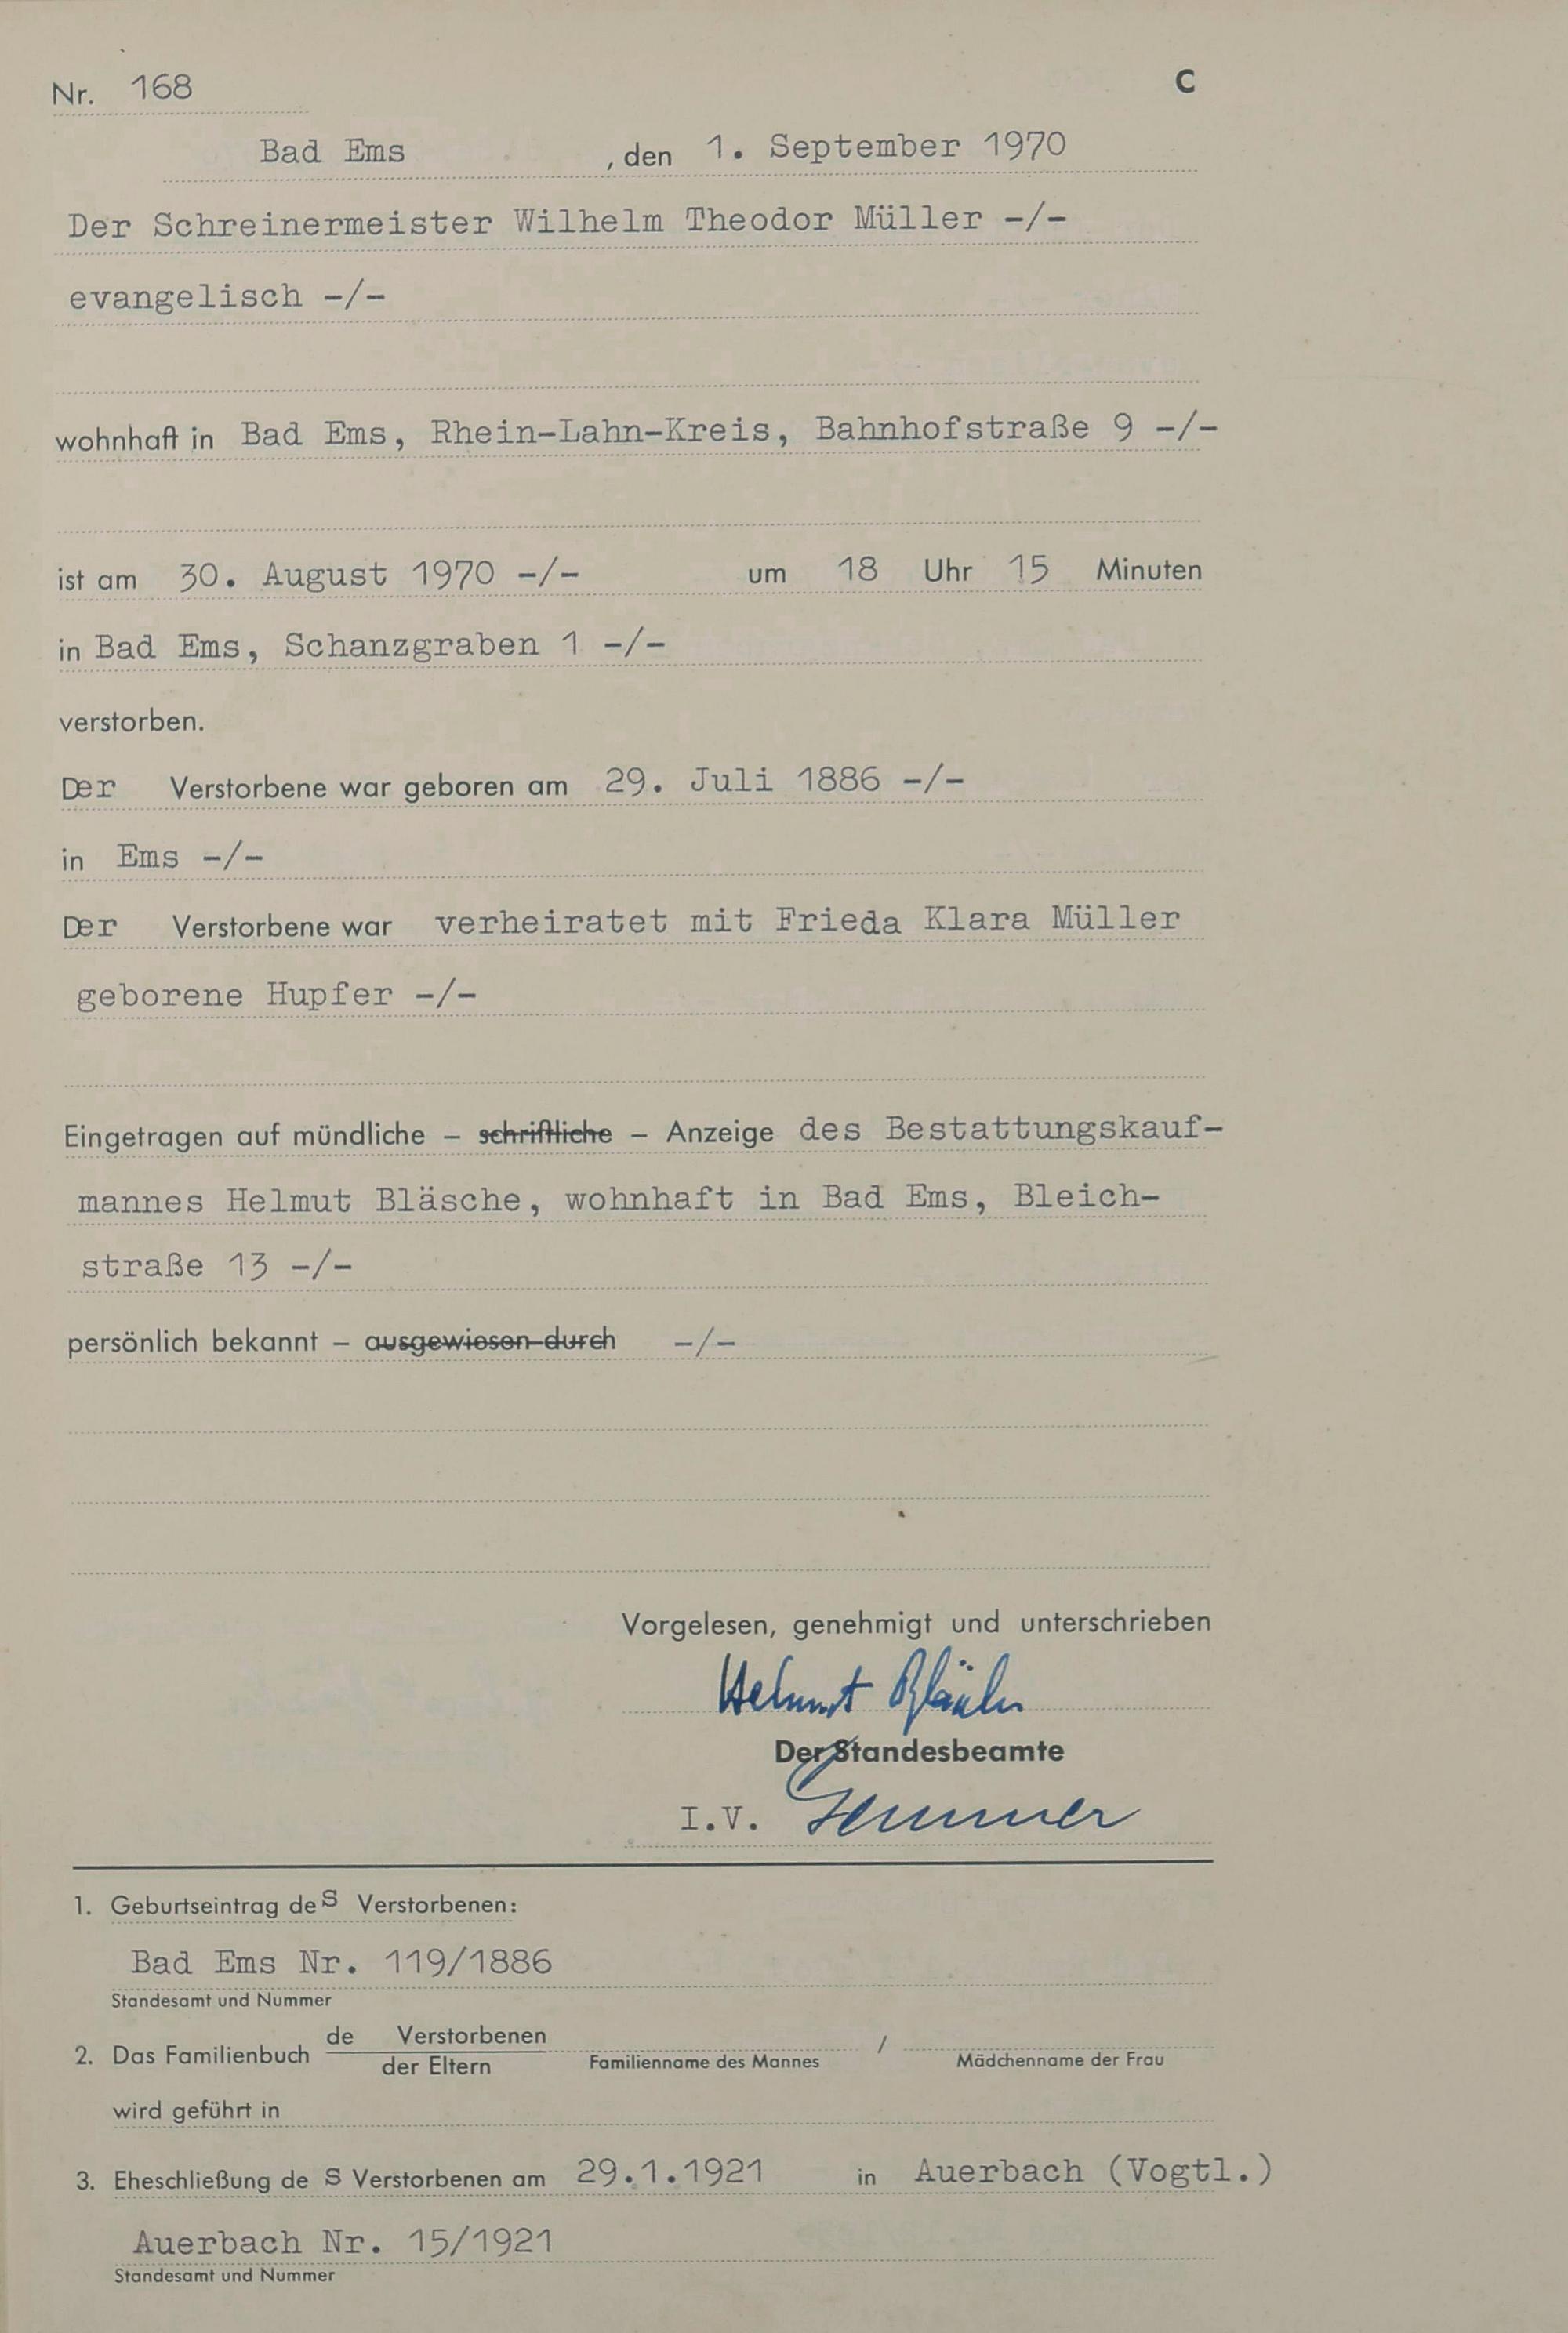 Nr. 168 C
Bad Ems , den 1. September 1970
Der Schreinermeister Wilhelm Theodor Müller -/-
evangelisch -/-
wohnhaft in Bad Ems, Rhein-Lahn-Kreis, Bahnhofstraße 9 -/-
ist am 30. August 1970 -/- um 18 Uhr 15 Minuten
in Bad Ems, Schanzgraben 1 -/-
verstorben.
Der Verstorbene war geboren am 29. Juli 1886 -/-
in Ems -/-
Der Verstorbene war verheiratet mit Frieda Klara Müller
geborene Hupfer -/-
Eingetragen auf mündliche – schriftliche – Anzeige des Bestattungskauf-
mannes Helmut Bläsche, wohnhaft in Bad Ems, Bleich-
straße 13 -/-
persönlich bekannt – ausgewiesen durch -/-
Vorgelesen, genehmigt und unterschrieben
Helmut Bläsche
Der Standesbeamte
I.V.
1. Geburtseintrag des Verstorbenen:
Bad Ems Nr. 119/1886
Standesamt und Nummer
2. Das Familienbuch de Verstorbenen
der Eltern Familienname des Mannes / Mädchenname der Frau
wird geführt in
3. Eheschließung de S Verstorbenen am 29.1.1921 in Auerbach (Vogtl.)
Auerbach Nr. 15/1921
Standesamt und Nummer